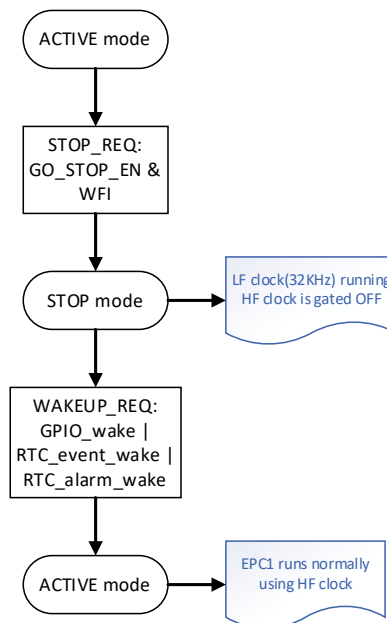 ACTIVE mode
STOP_REQ:
GO_STOP_EN &
WFI
STOP mode
LF clock(32KHz) running
HF clock is gated OFF
WAKEUP_REQ:
GPIO_wake |
RTC_event_wake |
RTC_alarm_wake
ACTIVE mode
EPC1 runs normally
using HF clock